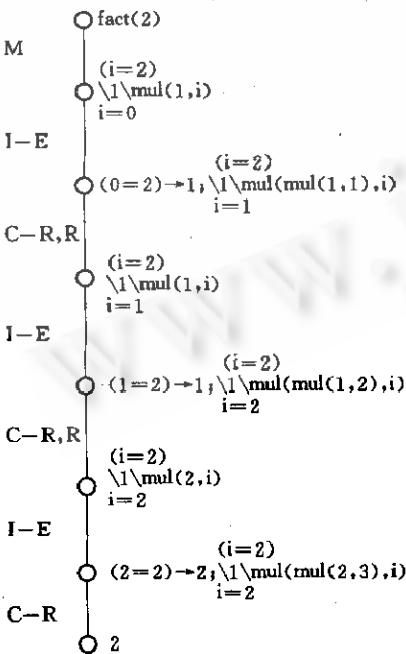 fact(2)
M
(i=2)
\1\mul(1,i)
i=0
I-E
(i=2)
(0=2)→1;\1\mul(mul(1,1),i)
i=1
C-R,R
(i=2)
\1\mul(1,i)
i=1
I-E
(i=2)
(1=2)→1;\1\mul(mul(1,2),i)
i=2
C-R,R
(i=2)
\1\mul(2,i)
i=2
I-E
(i=2)
(2=2)→2;\1\mul(mul(2,3),i)
i=2
C-R
2